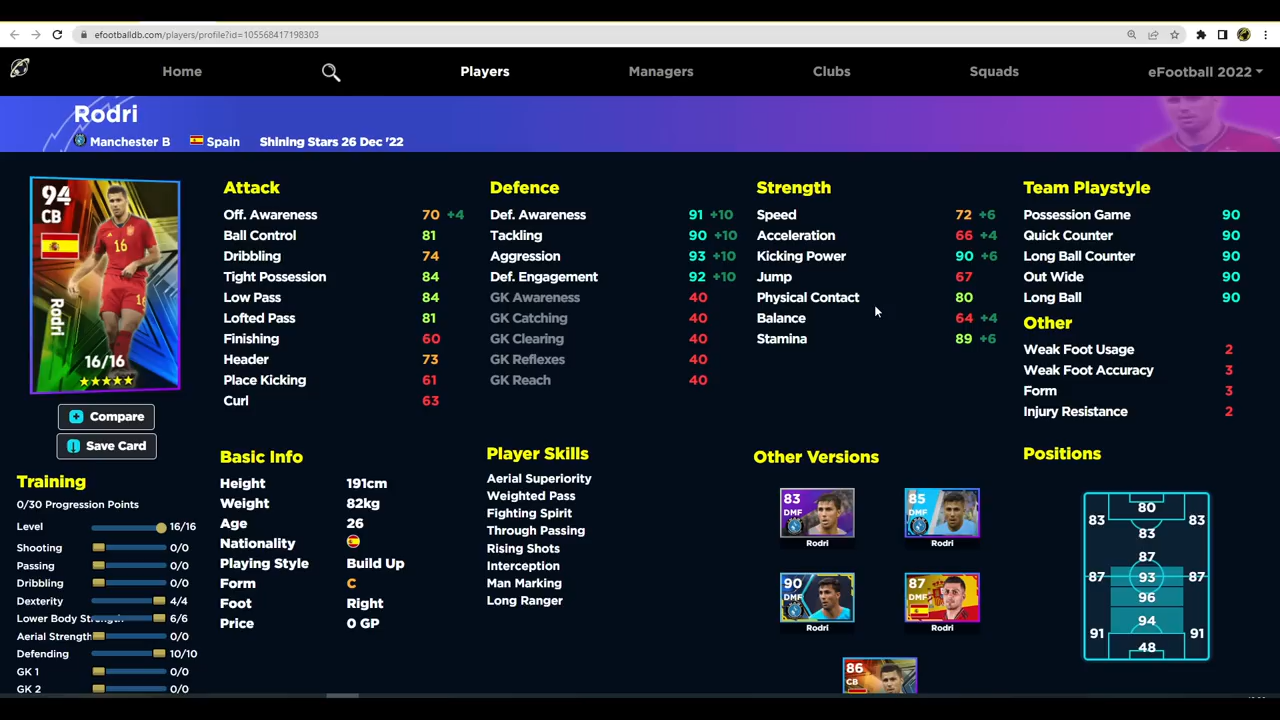 efootballdb.com/players/profile?id=105568417198303
Home Players Managers Clubs Squads eFootball 2022
Rodri
Manchester B Spain Shining Stars 26 Dec '22
94
CB
16
Rodri
16/16
Compare
Save Card
Training
0/30 Progression Points
Level 16/16
Shooting 0/0
Passing 0/0
Dribbling 0/0
Dexterity 4/4
Lower Body Strength 6/6
Aerial Strength 0/0
Defending 10/10
GK 1 0/0
GK 2 0/0
Attack
Off. Awareness 70 +4
Ball Control 81
Dribbling 74
Tight Possession 84
Low Pass 84
Lofted Pass 81
Finishing 60
Header 73
Place Kicking 61
Curl 63
Defence
Def. Awareness 91 +10
Tackling 90 +10
Aggression 93 +10
Def. Engagement 92 +10
GK Awareness 40
GK Catching 40
GK Clearing 40
GK Reflexes 40
GK Reach 40
Strength
Speed 72 +6
Acceleration 66 +4
Kicking Power 90 +6
Jump 67
Physical Contact 80
Balance 64 +4
Stamina 89 +6
Team Playstyle
Possession Game 90
Quick Counter 90
Long Ball Counter 90
Out Wide 90
Long Ball 90
Other
Weak Foot Usage 2
Weak Foot Accuracy 3
Form 3
Injury Resistance 2
Basic Info
Height 191cm
Weight 82kg
Age 26
Nationality
Playing Style Build Up
Form C
Foot Right
Price 0 GP
Player Skills
Aerial Superiority
Weighted Pass
Fighting Spirit
Through Passing
Rising Shots
Interception
Man Marking
Long Ranger
Other Versions
83
DMF
Rodri
85
DMF
Rodri
90
DMF
Rodri
87
DMF
Rodri
86
CB
Positions
80
83 83
83
87
87 93 87
96
94
91 91
48